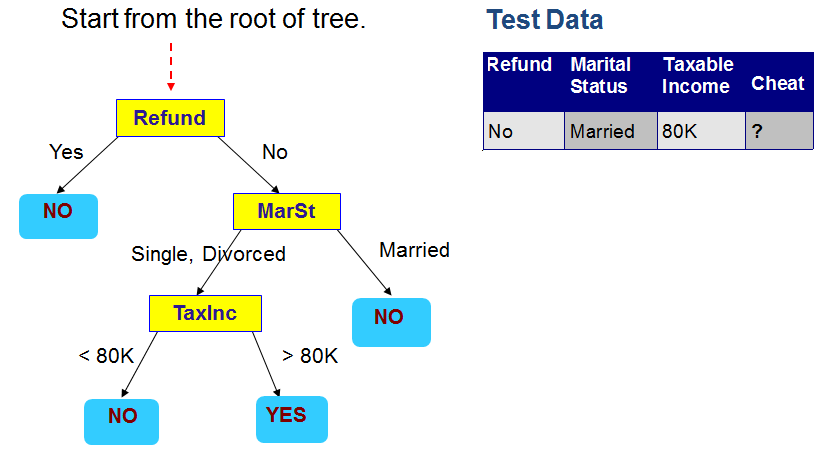 Start from the root of tree.
Refund
Yes
No
NO
MarSt
Single, Divorced
Married
TaxInc
NO
< 80K
> 80K
NO
YES
Test Data
Refund Marital Status Taxable Income Cheat
No Married 80K ?